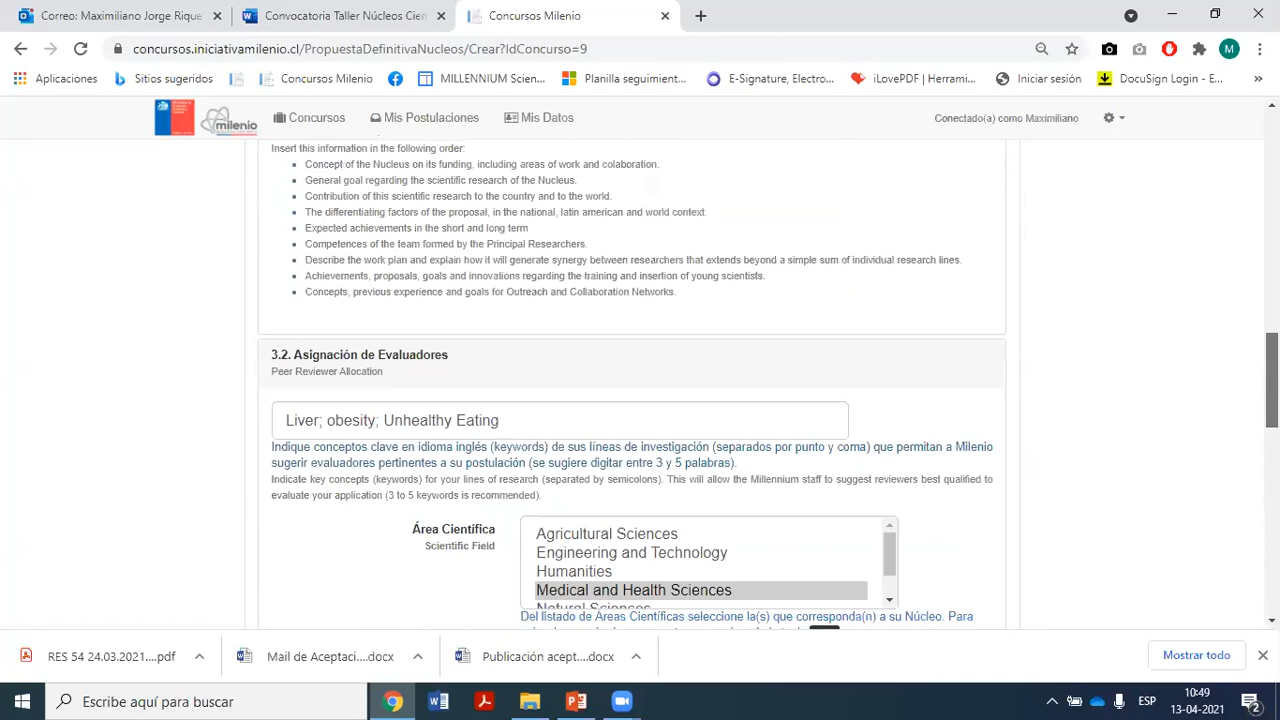 Correo: Maximiliano Jorge Rique
Convocatoria Taller Núcleos Cien
Concursos Milenio
concursos.iniciativamilenio.cl/PropuestaDefinitivaNucleos/Crear?IdConcurso=9
M
Aplicaciones
Sitios sugeridos
Concursos Milenio
MILLENNIUM Scien...
Planilla seguimient...
E-Signature, Electro...
iLovePDF | Herrami...
Iniciar sesión
DocuSign Login - E...
milenio
Concursos
Mis Postulaciones
Mis Datos
Conectado(a) como Maximiliano
Insert this information in the following order:
Concept of the Nucleus on its funding, including areas of work and colaboration.
General goal regarding the scientific research of the Nucleus.
Contribution of this scientific research to the country and to the world.
The differentiating factors of the proposal, in the national, latin american and world context.
Expected achievements in the short and long term
Competences of the team formed by the Principal Researchers.
Describe the work plan and explain how it will generate synergy between researchers that extends beyond a simple sum of individual research lines.
Achievements, proposals, goals and innovations regarding the training and insertion of young scientists.
Concepts, previous experience and goals for Outreach and Collaboration Networks.
3.2. Asignación de Evaluadores
Peer Reviewer Allocation
Liver; obesity; Unhealthy Eating
Indique conceptos clave en idioma inglés (keywords) de sus líneas de investigación (separados por punto y coma) que permitan a Milenio
sugerir evaluadores pertinentes a su postulación (se sugiere digitar entre 3 y 5 palabras).
Indicate key concepts (keywords) for your lines of research (separated by semicolons). This will allow the Millennium staff to suggest reviewers best qualified to
evaluate your application (3 to 5 keywords is recommended).
Área Científica
Scientific Field
Agricultural Sciences
Engineering and Technology
Humanities
Medical and Health Sciences
Natural Sciences
Del listado de Areas Científicas seleccione la(s) que corresponda(n) a su Núcleo. Para
RES 54 24.03.2021....pdf
Mail de Aceptaci....docx
Publicación acept....docx
Mostrar todo
Escribe aquí para buscar
ESP
10:49
13-04-2021
2